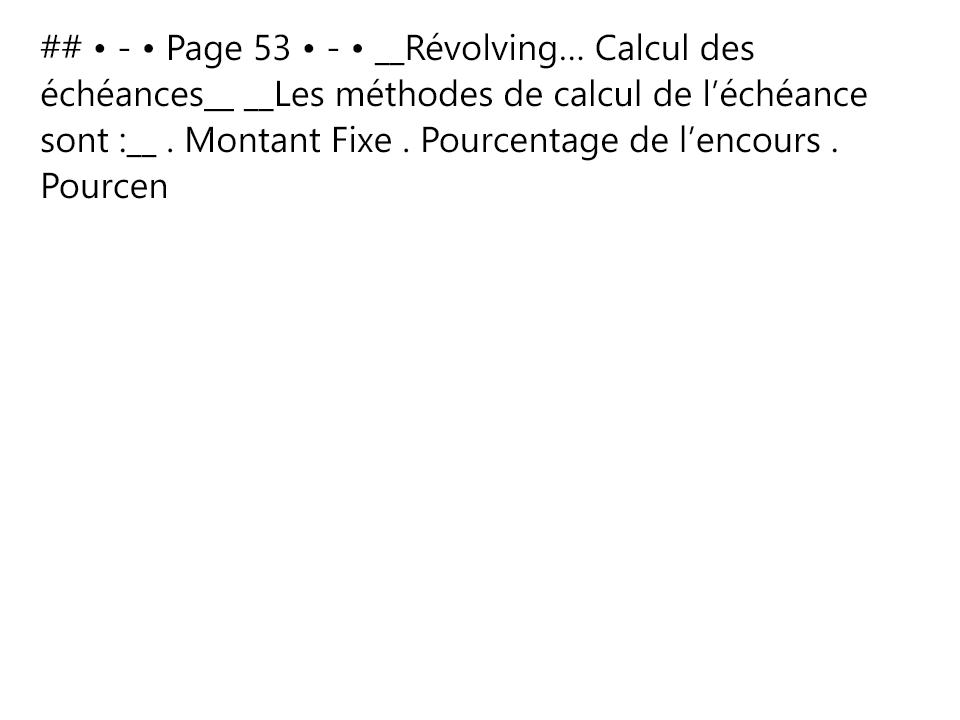 ## • - • Page 53 • - • __Révolving… Calcul des
échéances__ __Les méthodes de calcul de l’échéance
sont :__ . Montant Fixe . Pourcentage de l’encours .
Pourcen